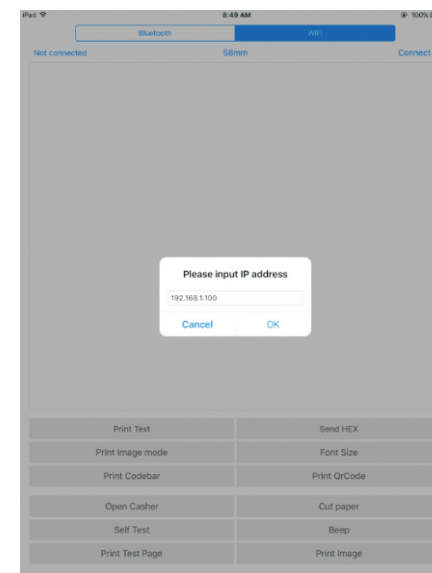 iPad 8:49 AM 100%
Bluetooth WIFI
Not connected 58mm Connect
Please input IP address
192.168.1.100
Cancel OK
Print Text Send HEX
Print Image mode Font Size
Print Codebar Print QrCode
Open Casher Cut paper
Self Test Beep
Print Test Page Print Image